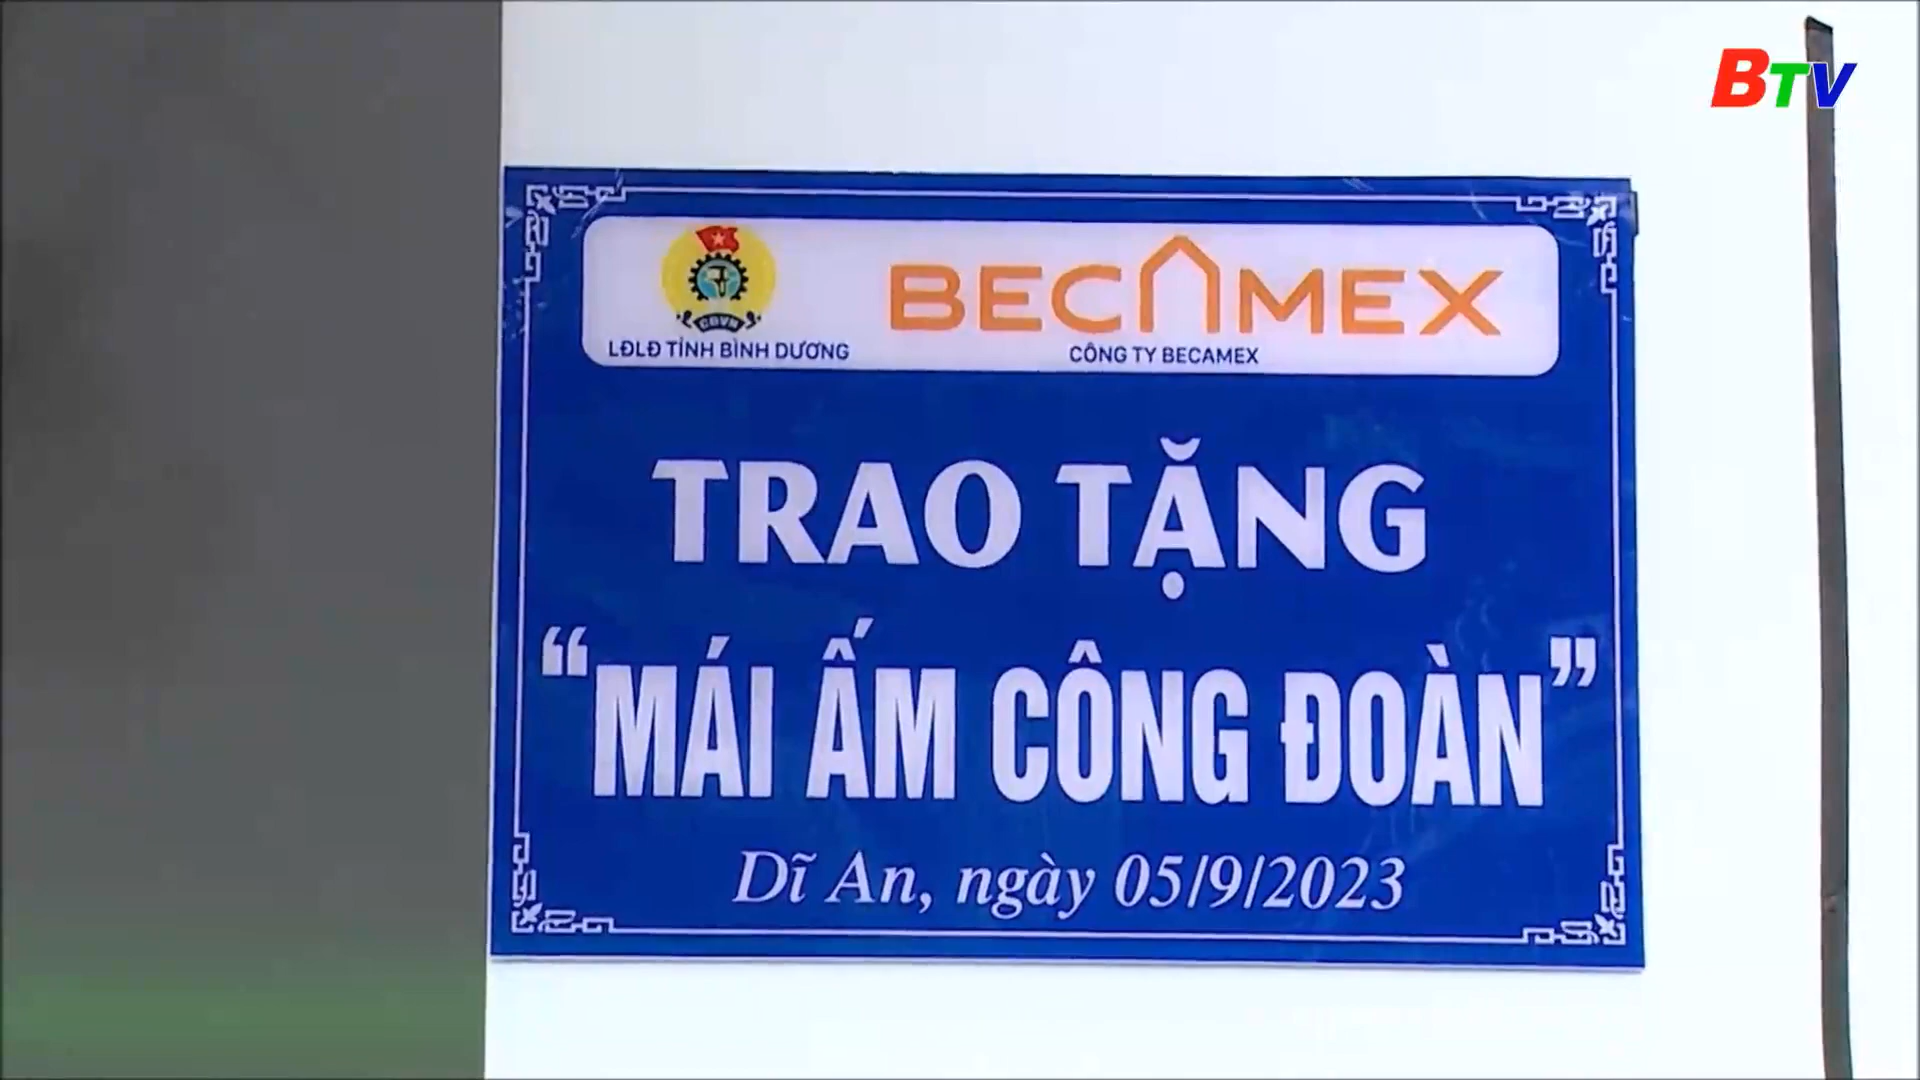 BTV
CĐVN
BECAMEX
LĐLĐ TỈNH BÌNH DƯƠNG
CÔNG TY BECAMEX
TRAO TẶNG
“MÁI ẤM CÔNG ĐOÀN”
Dĩ An, ngày 05/9/2023